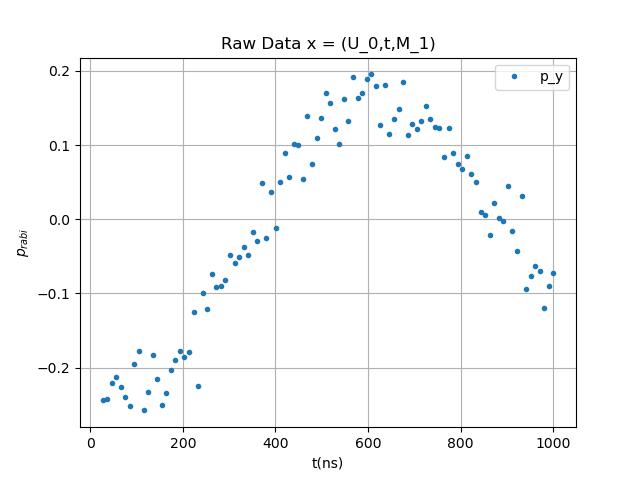 Raw Data x = (U_0,t,M_1)
p_y
0.2
0.1
0.0
−0.1
−0.2
p_rabi
0
200
400
600
800
1000
t(ns)